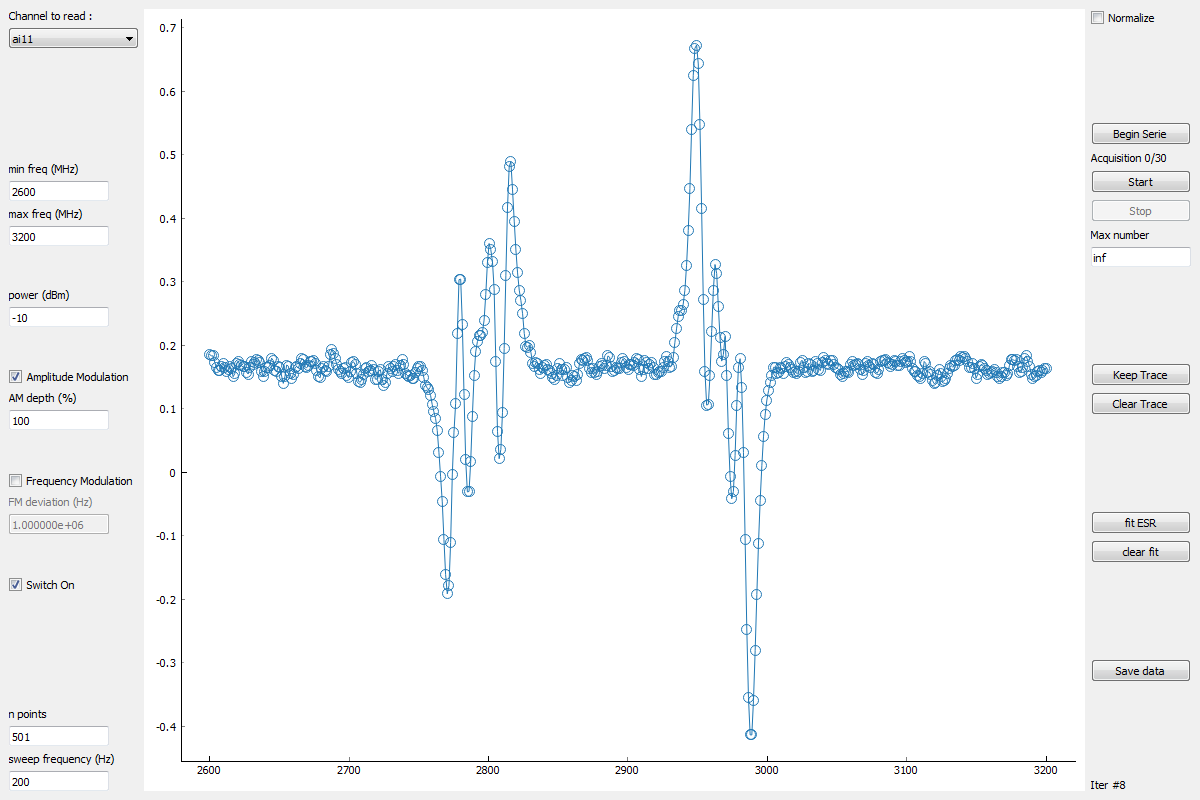 Channel to read :
ai11
min freq (MHz)
2600
max freq (MHz)
3200
power (dBm)
-10
Amplitude Modulation
AM depth (%)
100
Frequency Modulation
FM deviation (Hz)
1.000000e+06
Switch On
n points
501
sweep frequency (Hz)
200
0.7
0.6
0.5
0.4
0.3
0.2
0.1
0
-0.1
-0.2
-0.3
-0.4
2600 2700 2800 2900 3000 3100 3200
Normalize
Begin Serie
Acquisition 0/30
Start
Stop
Max number
inf
Keep Trace
Clear Trace
fit ESR
clear fit
Save data
Iter #8